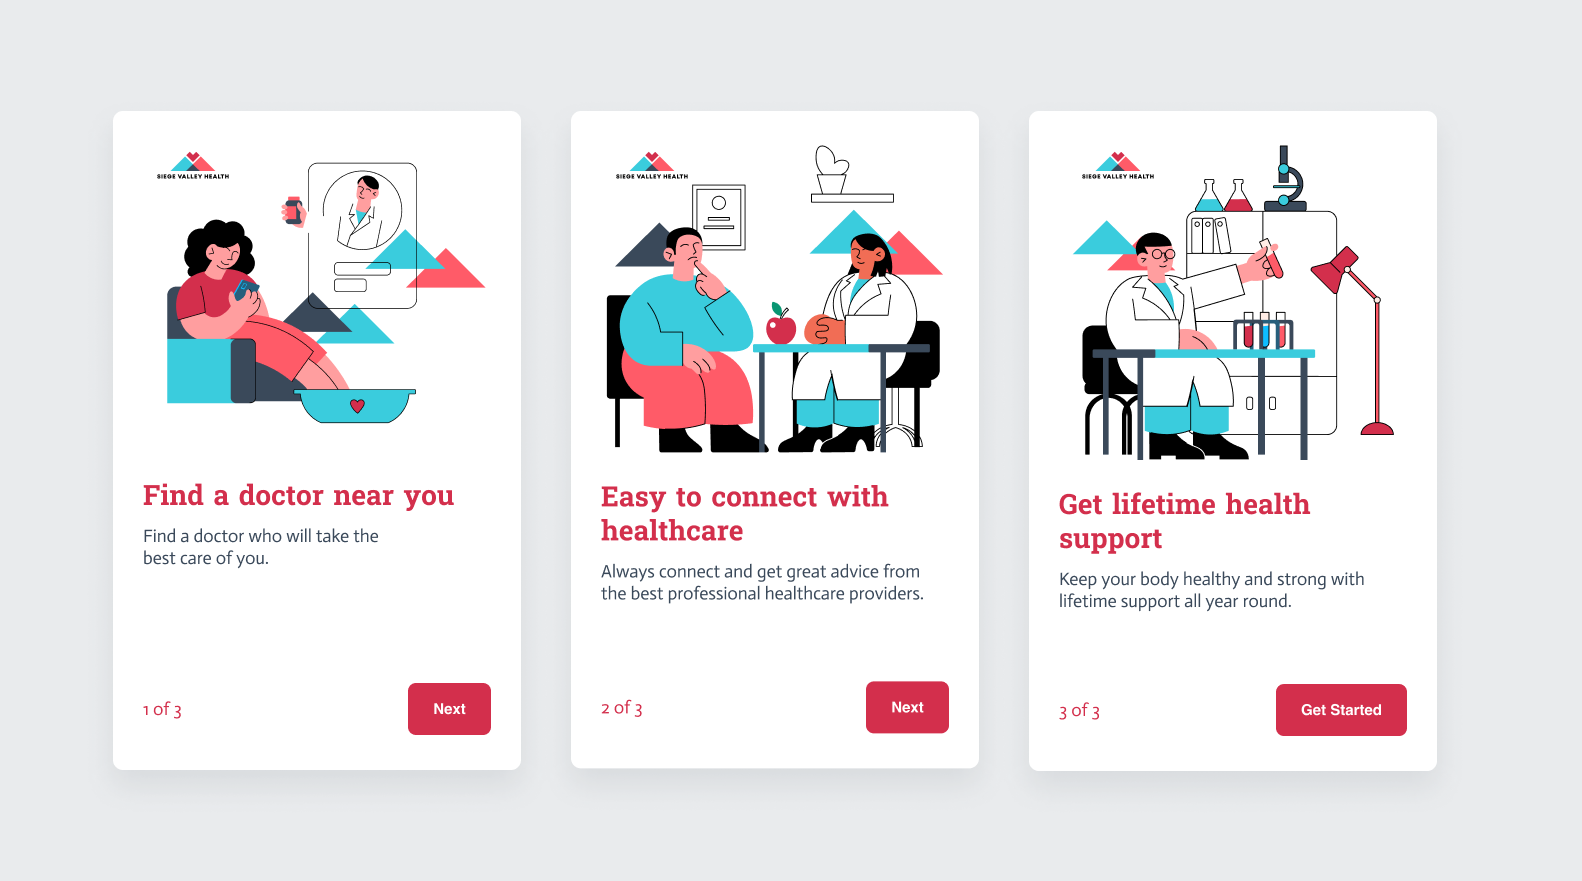 SIEGE VALLEY HEALTH
Find a doctor near you
Find a doctor who will take the
best care of you.
1 of 3
Next
SIEGE VALLEY HEALTH
Easy to connect with
healthcare
Always connect and get great advice from
the best professional healthcare providers.
2 of 3
Next
SIEGE VALLEY HEALTH
Get lifetime health
support
Keep your body healthy and strong with
lifetime support all year round.
3 of 3
Get Started